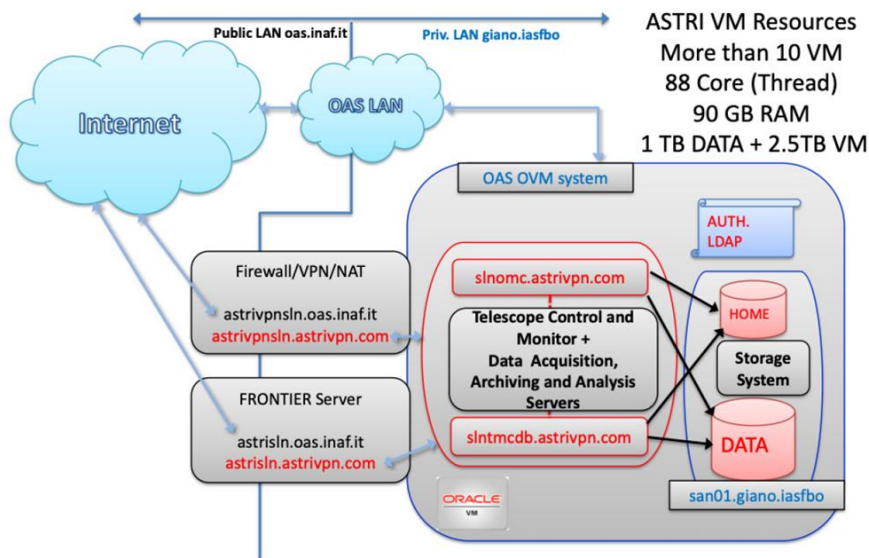 Public LAN oas.inaf.it
Priv. LAN giano.iasfbo
ASTRI VM Resources
More than 10 VM
88 Core (Thread)
90 GB RAM
1 TB DATA + 2.5TB VM
Internet
OAS LAN
OAS OVM system
AUTH.
LDAP
Firewall/VPN/NAT
astrivpnsln.oas.inaf.it
astrivpnsln.astrivpn.com
slnomc.astrivpn.com
Telescope Control and
Monitor +
Data Acquisition,
Archiving and Analysis
Servers
slntmcdb.astrivpn.com
HOME
Storage
System
DATA
san01.giano.iasfbo
FRONTIER Server
astrisln.oas.inaf.it
astrisln.astrivpn.com
ORACLE
VM